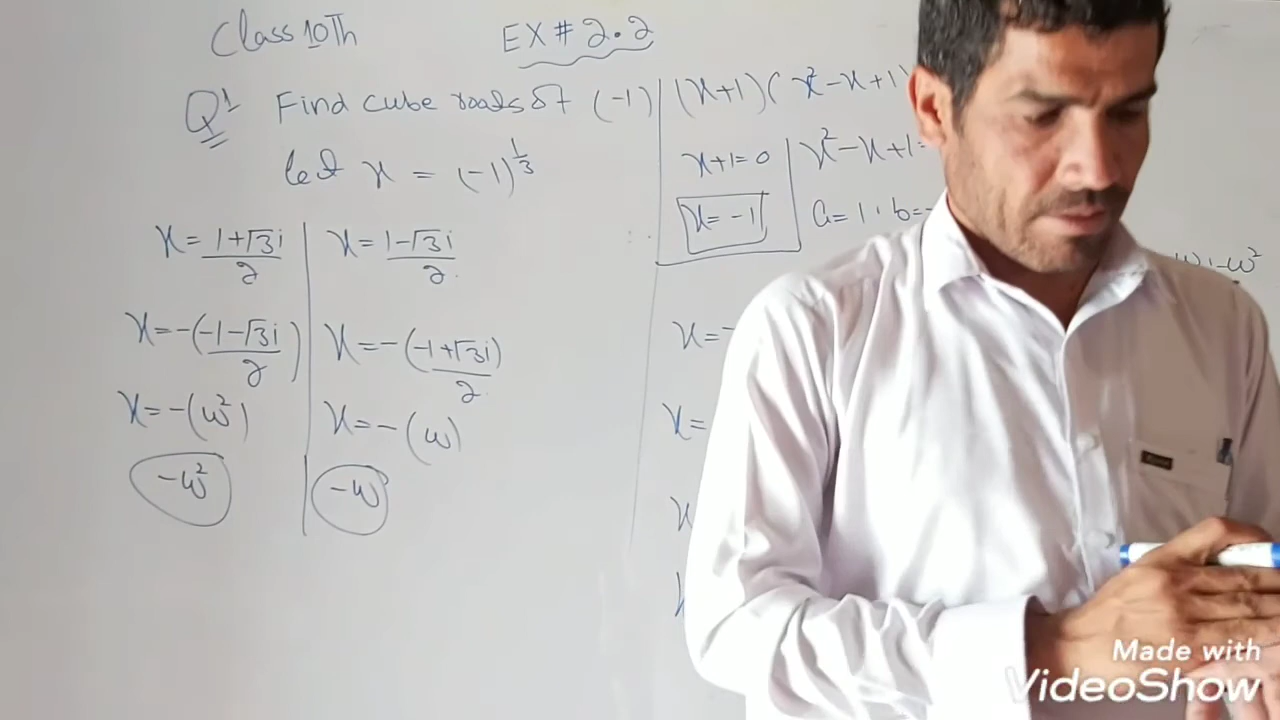 Class 10Th
EX # 2.2
Q1 Find cube roots of (-1)
let x = (-1)^1/3
x = 1+√3i/2
x = 1-√3i/2
x = -(-1-√3i/2)
x = -(-1+√3i/2)
x = -(ω²)
x = -(ω)
-ω²
-ω
(x+1)(x²-x+1)
x+1=0
x²-x+1=
x = -1
a=1, b=-
-ω²
x=-
x=
x
Made with
VideoShow